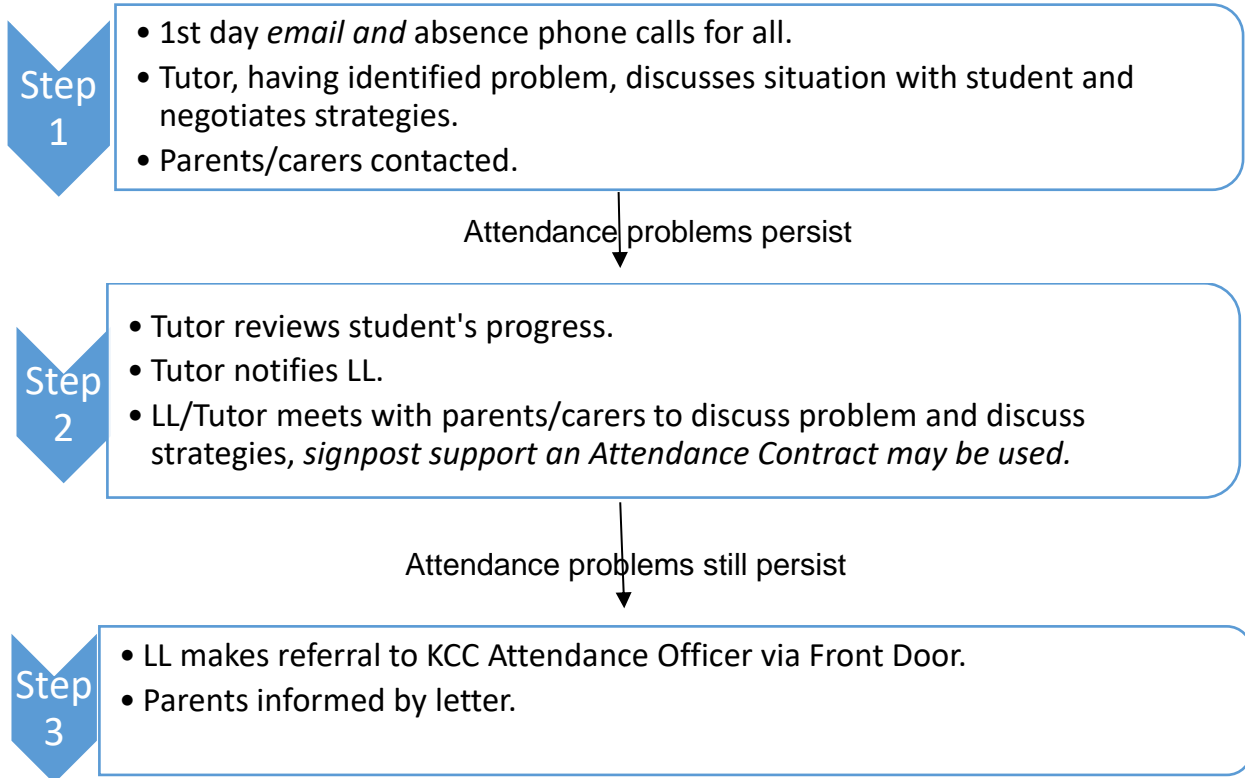 Step
1
• 1st day email and absence phone calls for all.
• Tutor, having identified problem, discusses situation with student and
negotiates strategies.
• Parents/carers contacted.
Attendance problems persist
Step
2
• Tutor reviews student's progress.
• Tutor notifies LL.
• LL/Tutor meets with parents/carers to discuss problem and discuss
strategies, signpost support an Attendance Contract may be used.
Attendance problems still persist
Step
3
• LL makes referral to KCC Attendance Officer via Front Door.
• Parents informed by letter.